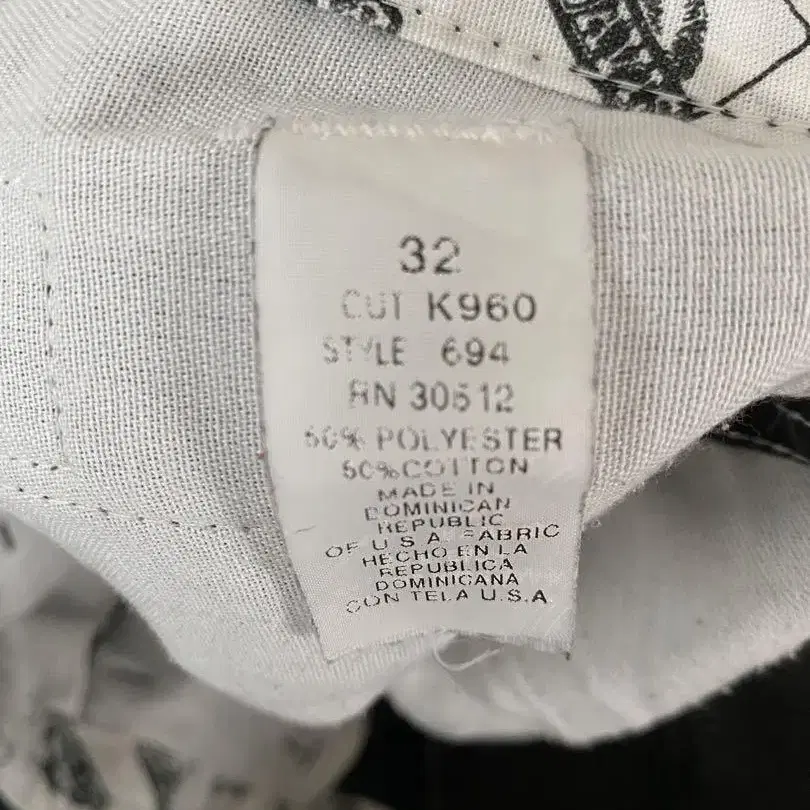 DAV
32
CUT K960
STYLE 694
RN 30512
50% POLYESTER
50% COTTON
MADE IN
DOMINICAN
REPUBLIC
OF U.S.A. FABRIC
HECHO EN LA
REPUBLICA
DOMINICANA
CON TELA U.S.A.